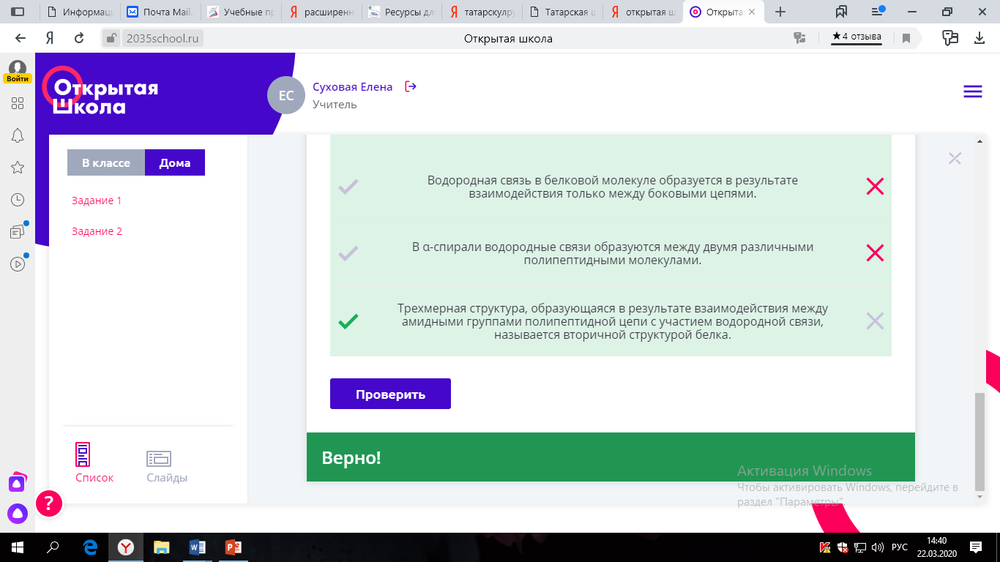 Информаци
Почта Mail.
Учебные пр
расширенн
Ресурсы дл
татарскулру
Татарская ш
открытая ш
Открыта
2035school.ru
Открытая школа
★4 отзыва
Войти
Открытая
Школа
ЕС
Суховая Елена
Учитель
В классе
Дома
Задание 1
Задание 2
Водородная связь в белковой молекуле образуется в результате
взаимодействия только между боковыми цепями.
В α-спирали водородные связи образуются между двумя различными
полипептидными молекулами.
Трехмерная структура, образующаяся в результате взаимодействия между
амидными группами полипептидной цепи с участием водородной связи,
называется вторичной структурой белка.
Проверить
Верно!
Список
Слайды
?
Активация Windows
Чтобы активировать Windows, перейдите в
раздел "Параметры".
РУС
14:40
22.03.2020